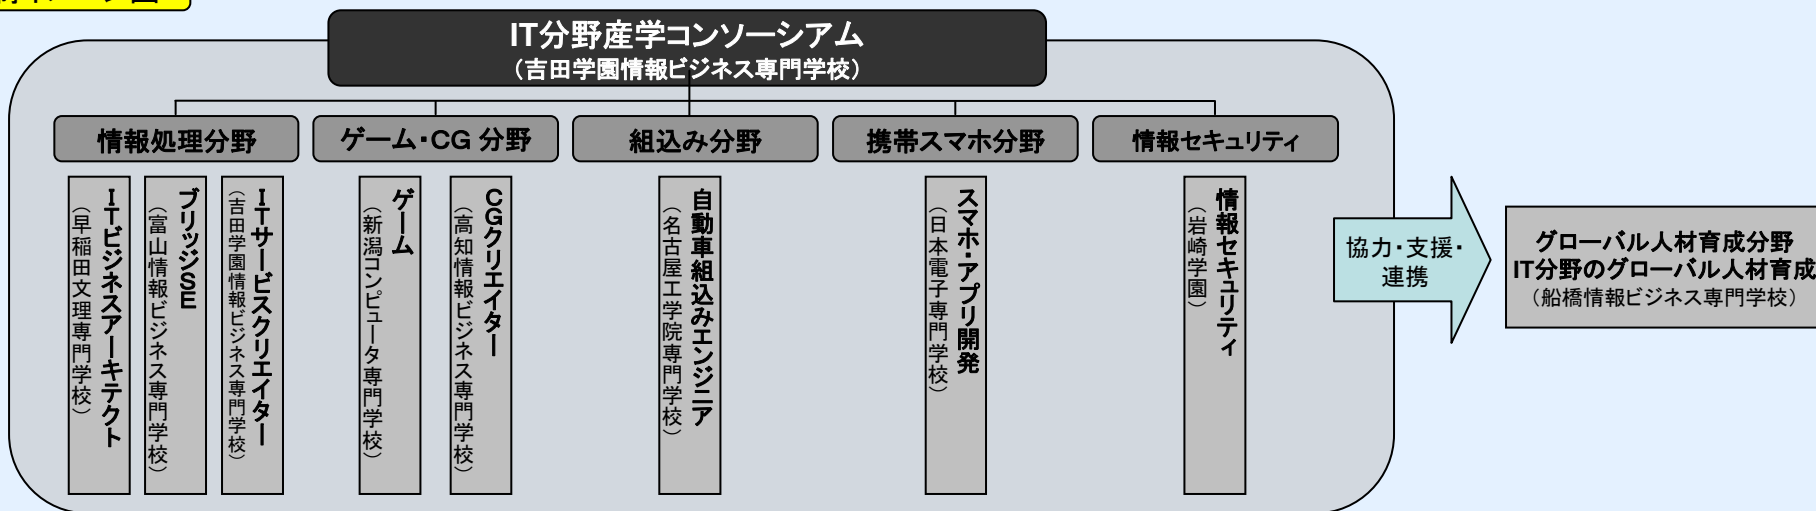 IT分野産学コンソーシアム
（吉田学園情報ビジネス専門学校）
情報処理分野
ゲーム・CG 分野
組込み分野
携帯スマホ分野
情報セキュリティ
ITビジネスアーキテクト
（早稲田文理専門学校）
ブリッジSE
（富山情報ビジネス専門学校）
ITサービスクリエイター
（吉田学園情報ビジネス専門学校）
ゲーム
（新潟コンピュータ専門学校）
CGクリエイター
（高知情報ビジネス専門学校）
自動車組込みエンジニア
（名古屋工学院専門学校）
スマホ・アプリ開発
（日本電子専門学校）
情報セキュリティ
（岩崎学園）
協力・支援・
連携
グローバル人材育成分野
IT分野のグローバル人材育成
（船橋情報ビジネス専門学校）